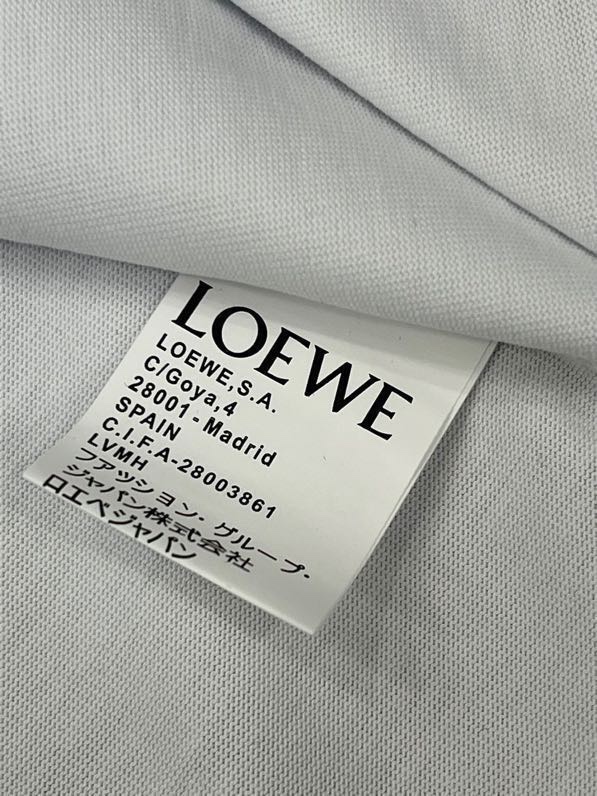 LOEWE
LOEWE,S.A.
C/Goya,4
28001-Madrid
SPAIN
C.I.F.A-28003861
LVMH
ファッション・グループ・
ジャパン株式会社
ロエベジャパン